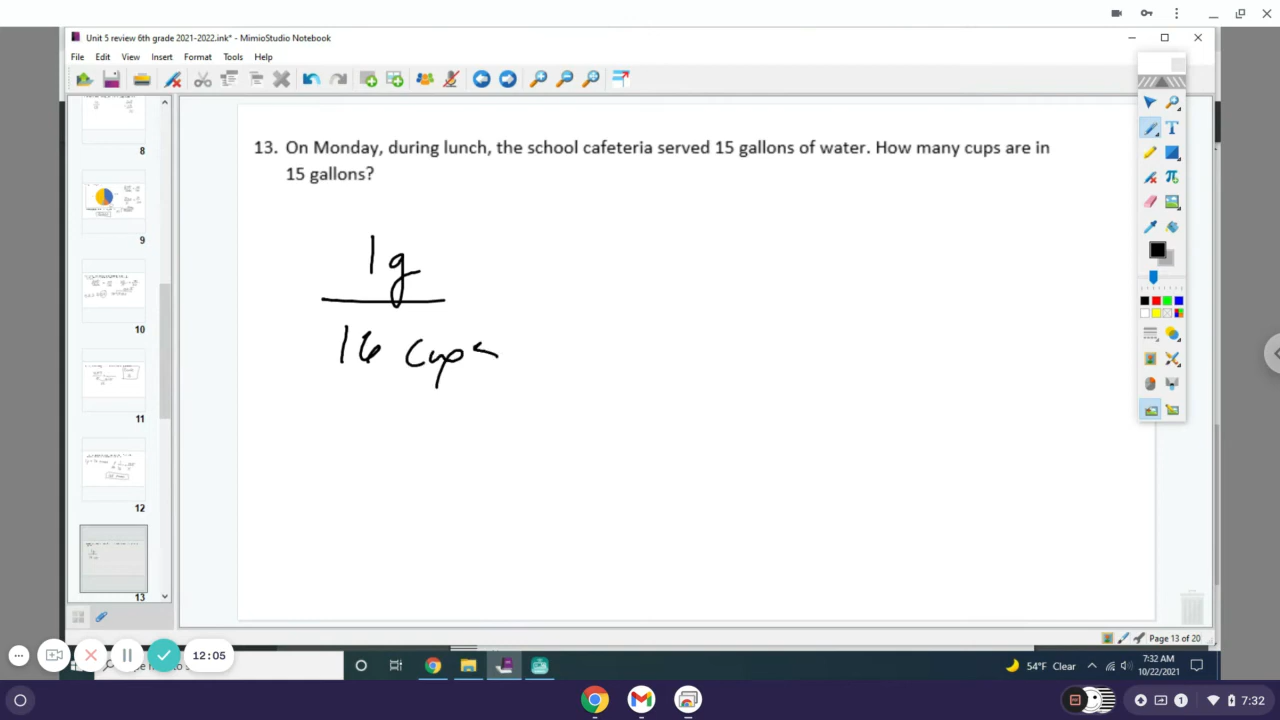 Unit 5 review 6th grade 2021-2022.ink* - MimioStudio Notebook
File Edit View Insert Format Tools Help
8
9
10
11
12
13
13. On Monday, during lunch, the school cafeteria served 15 gallons of water. How many cups are in
15 gallons?
1g
16 cups
Page 13 of 20
12:05
54°F Clear
7:32 AM
10/22/2021
1
7:32